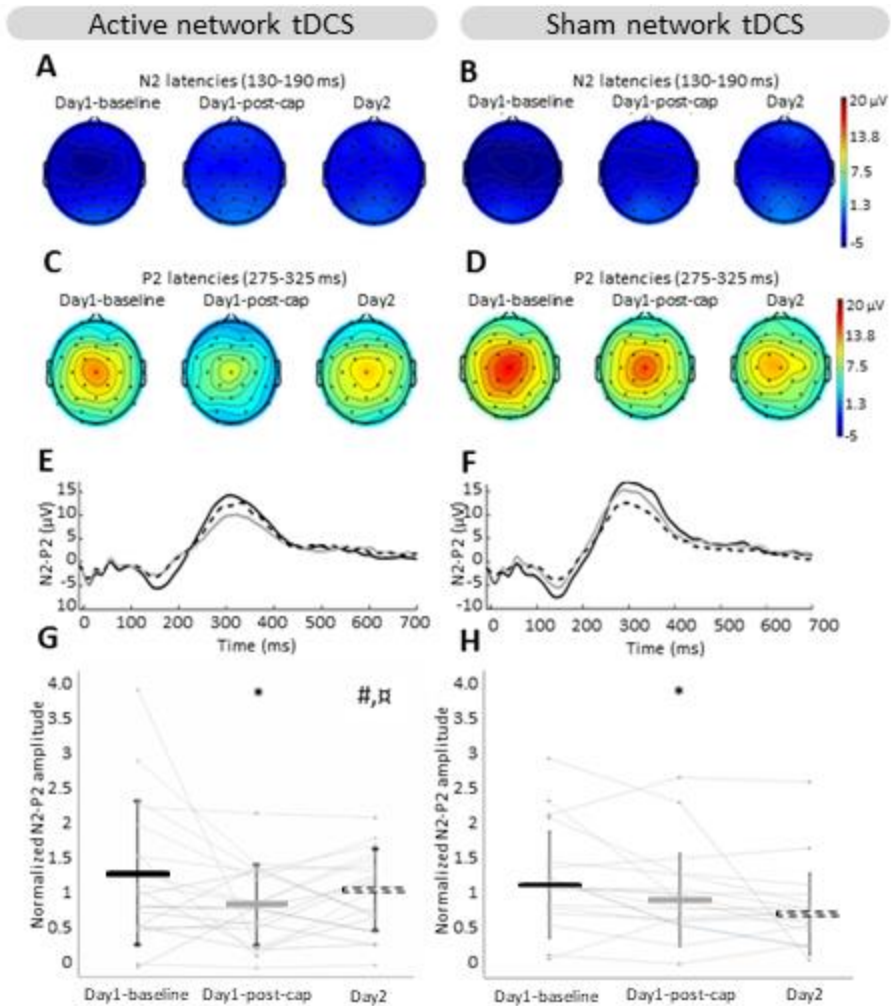 Active network tDCS
Sham network tDCS
A
N2 latencies (130-190 ms)
Day1-baseline Day1-post-cap Day2
B
N2 latencies (130-190 ms)
Day1-baseline Day1-post-cap Day2
20 µV
13.8
7.5
1.3
-5
C
P2 latencies (275-325 ms)
Day1-baseline Day1-post-cap Day2
D
P2 latencies (275-325 ms)
Day1-baseline Day1-post-cap Day2
20 µV
13.8
7.5
1.3
-5
E
N2-P2 (µV)
15
10
5
0
-5
10
0 100 200 300 400 500 600 700
Time (ms)
F
N2-P2 (µV)
15
10
5
0
-5
-10
0 100 200 300 400 500 600 700
Time (ms)
G
Normalized N2-P2 amplitude
4.0
3.5
3
2.5
2
1.5
1
0.5
0
*
#,¤
Day1-baseline Day1-post-cap Day2
H
Normalized N2-P2 amplitude
4.0
3.5
3
2.5
2
1.5
1
0.5
0
*
Day1-baseline Day1-post-cap Day2